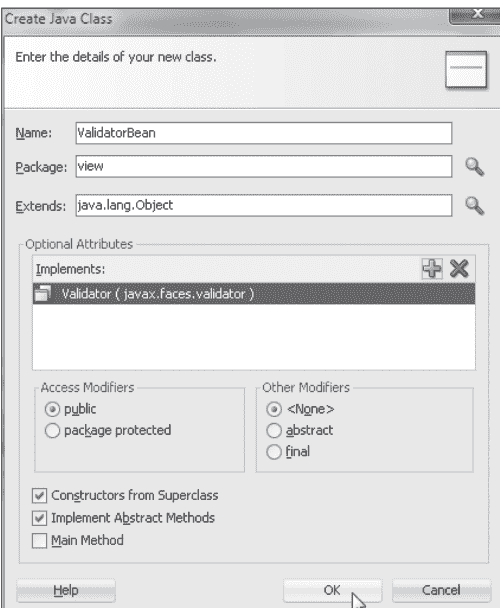 Create Java Class
Enter the details of your new class.
Name: ValidatorBean
Package: view
Extends: java.lang.Object
Optional Attributes
Implements:
Validator ( javax.faces.validator )
Access Modifiers
public
package protected
Other Modifiers
<None>
abstract
final
Constructors from Superclass
Implement Abstract Methods
Main Method
Help
OK
Cancel